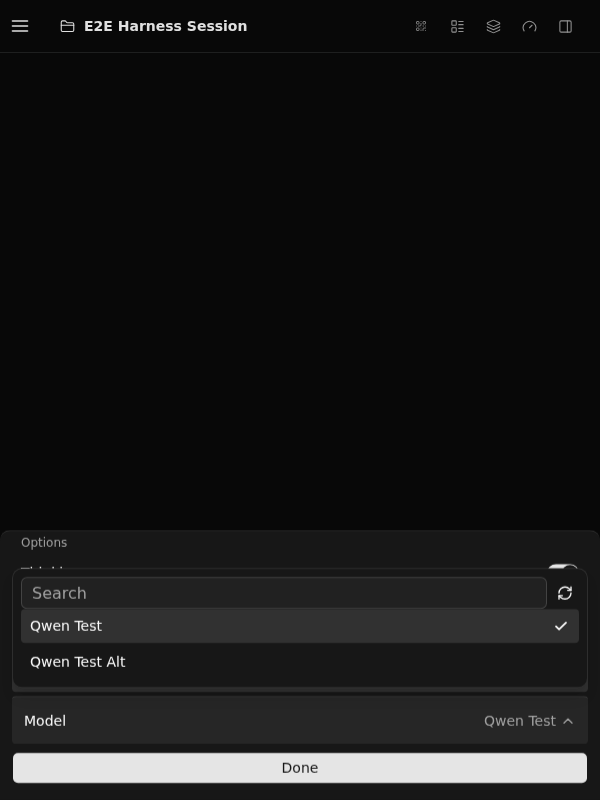 E2E Harness Session
Options
Search
Qwen Test
Qwen Test Alt
Model
Qwen Test
Done